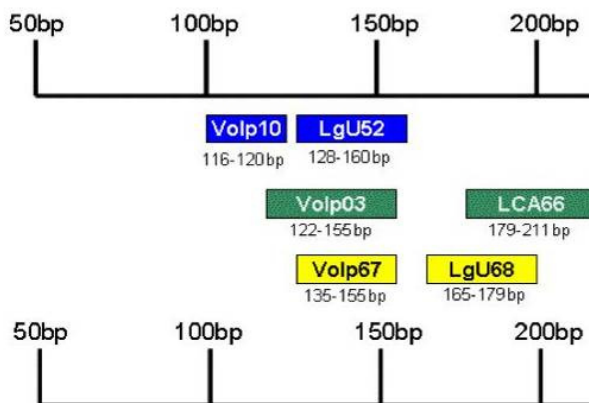 50bp 100bp 150bp 200bp
Volp10 LgU52
116-120bp 128-160bp
Volp03 LCA66
122-155bp 179-211bp
Volp67 LgU68
135-155bp 165-179bp
50bp 100bp 150bp 200bp